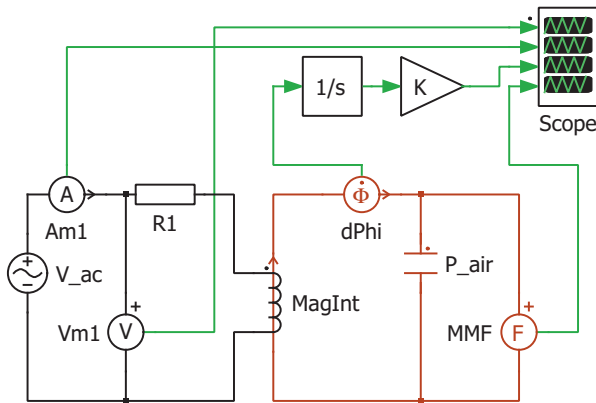 1/s
K
Scope
A
Am1
R1
Φ̇
dPhi
V_ac
P_air
MagInt
Vm1
V
MMF
F